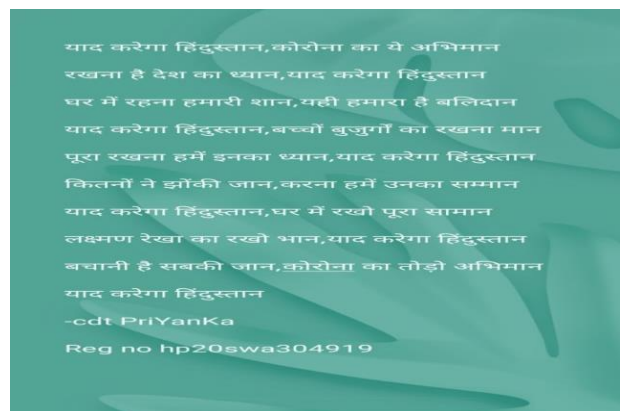 याद करेगा हिंदुस्तान,कोरोना का ये अभिमान
रखना है देश का ध्यान,याद करेगा हिंदुस्तान
घर में रहना हमारी शान,यही हमारा है बलिदान
याद करेगा हिंदुस्तान,बच्चों बुजुर्गों का रखना मान
पूरा रखना हमें इनका ध्यान,याद करेगा हिंदुस्तान
कितनों ने झोंकी जान,करना हमें उनका सम्मान
याद करेगा हिंदुस्तान,घर में रखो पूरा सामान
लक्ष्मण रेखा का रखो भान,याद करेगा हिंदुस्तान
बचानी है सबकी जान,कोरोना का तोड़ो अभिमान
याद करेगा हिंदुस्तान
-cdt PriYanKa
Reg no hp20swa304919